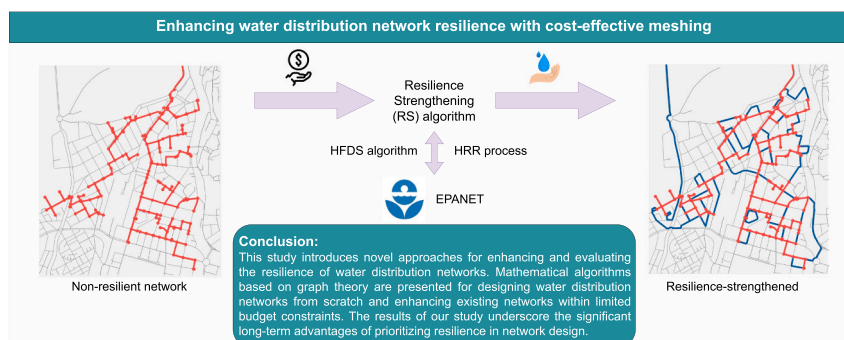 Enhancing water distribution network resilience with cost-effective meshing
$
Resilience
Strengthening
(RS) algorithm
HFDS algorithm
HRR process
EPANET
Non-resilient network
Resilience-strengthened
Conclusion:
This study introduces novel approaches for enhancing and evaluating
the resilience of water distribution networks. Mathematical algorithms
based on graph theory are presented for designing water distribution
networks from scratch and enhancing existing networks within limited
budget constraints. The results of our study underscore the significant
long-term advantages of prioritizing resilience in network design.